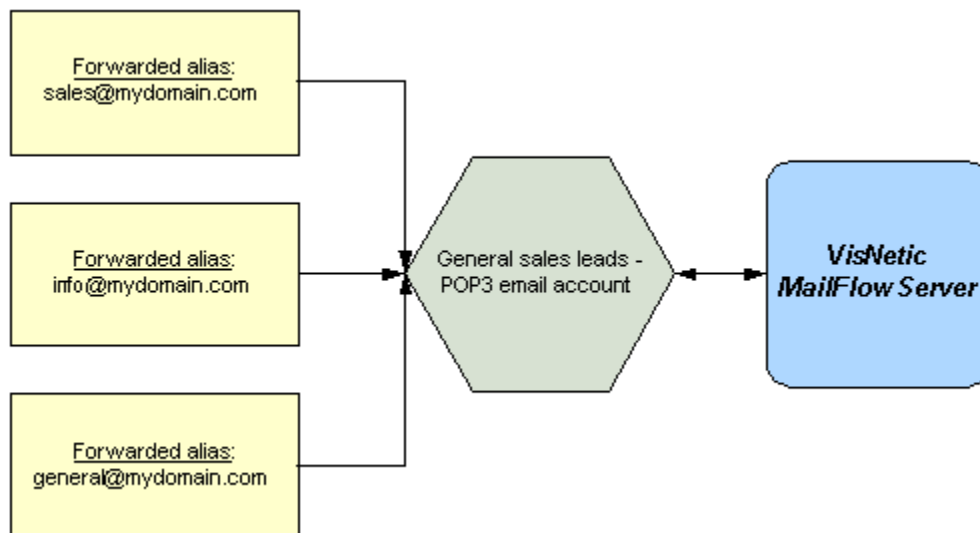 Forwarded alias:
sales@mydomain.com
Forwarded alias:
info@mydomain.com
Forwarded alias:
general@mydomain.com
General sales leads -
POP3 email account
VisNetic
MailFlow Server